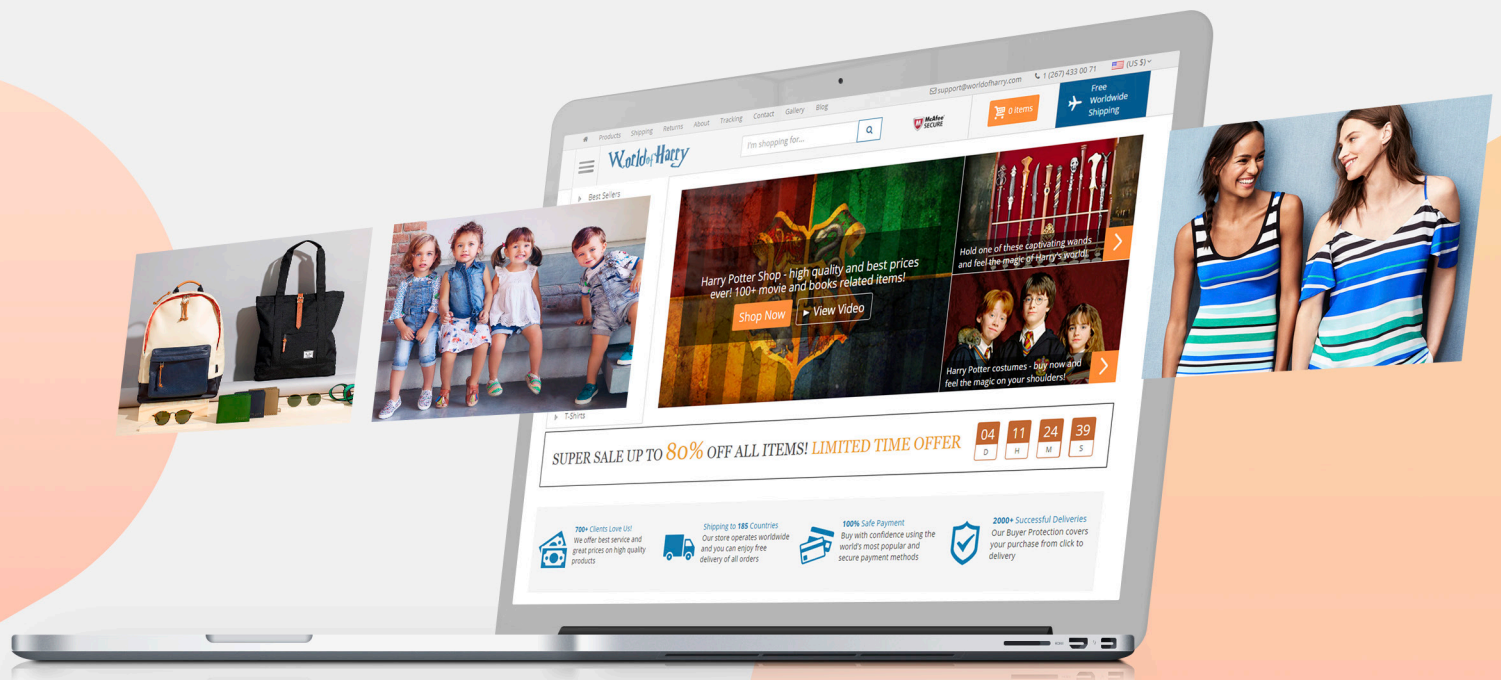 support@worldofharry.com
1 (267) 433 00 71
(US $)
Products Shipping Returns About Tracking Contact Gallery Blog
World of Harry
I'm shopping for...
McAfee
SECURE
0 items
Free
Worldwide
Shipping
Best Sellers
Harry Potter Shop - high quality and best prices
ever! 100+ movie and books related items!
Shop Now
View Video
Hold one of these captivating wands
and feel the magic of Harry's world!
Harry Potter costumes - buy now and
feel the magic on your shoulders!
T-Shirts
SUPER SALE UP TO 80% OFF ALL ITEMS! LIMITED TIME OFFER
04 11 24 39
D H M S
700+ Clients Love Us!
We offer best service and
great prices on high quality
products
Shipping to 185 Countries
Our store operates worldwide
and you can enjoy free
delivery of all orders
100% Safe Payment
Buy with confidence using the
world's most popular and
secure payment methods
2000+ Successful Deliveries
Our Buyer Protection covers
your purchase from click to
delivery